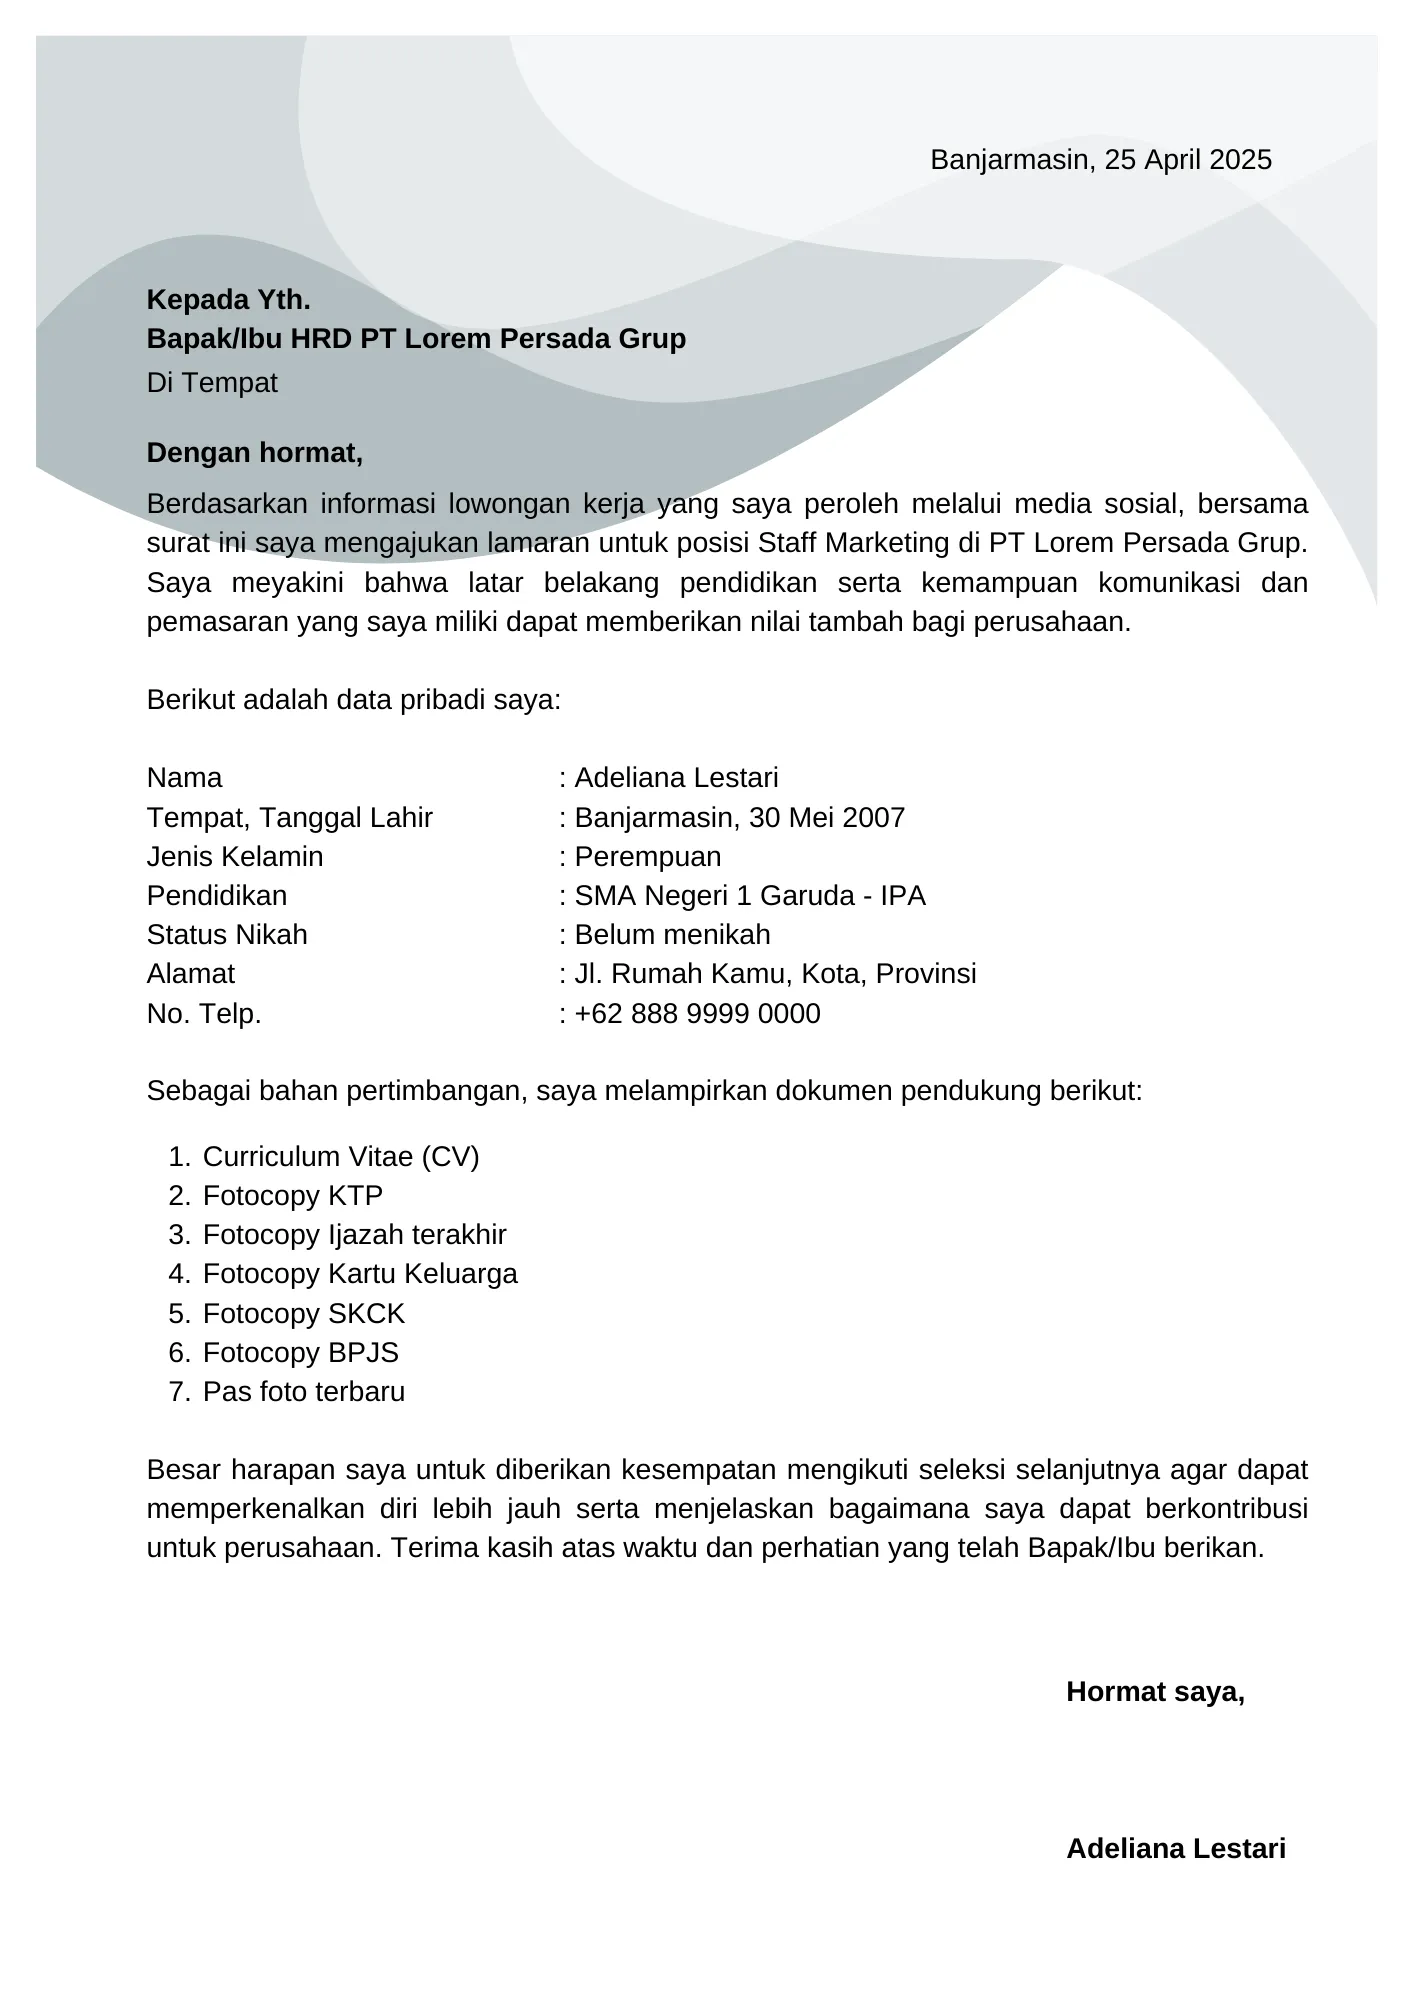 Banjarmasin, 25 April 2025
Kepada Yth.
Bapak/Ibu HRD PT Lorem Persada Grup
Di Tempat
Dengan hormat,
Berdasarkan informasi lowongan kerja yang saya peroleh melalui media sosial, bersama
surat ini saya mengajukan lamaran untuk posisi Staff Marketing di PT Lorem Persada Grup.
Saya meyakini bahwa latar belakang pendidikan serta kemampuan komunikasi dan
pemasaran yang saya miliki dapat memberikan nilai tambah bagi perusahaan.
Berikut adalah data pribadi saya:
Nama : Adeliana Lestari
Tempat, Tanggal Lahir : Banjarmasin, 30 Mei 2007
Jenis Kelamin : Perempuan
Pendidikan : SMA Negeri 1 Garuda - IPA
Status Nikah : Belum menikah
Alamat : Jl. Rumah Kamu, Kota, Provinsi
No. Telp. : +62 888 9999 0000
Sebagai bahan pertimbangan, saya melampirkan dokumen pendukung berikut:
1. Curriculum Vitae (CV)
2. Fotocopy KTP
3. Fotocopy Ijazah terakhir
4. Fotocopy Kartu Keluarga
5. Fotocopy SKCK
6. Fotocopy BPJS
7. Pas foto terbaru
Besar harapan saya untuk diberikan kesempatan mengikuti seleksi selanjutnya agar dapat
memperkenalkan diri lebih jauh serta menjelaskan bagaimana saya dapat berkontribusi
untuk perusahaan. Terima kasih atas waktu dan perhatian yang telah Bapak/Ibu berikan.
Hormat saya,
Adeliana Lestari